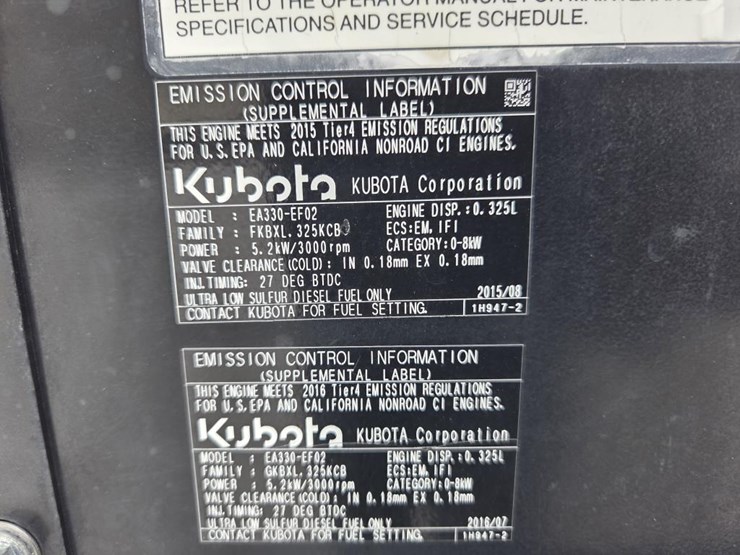 SPECIFICATIONS AND SERVICE SCHEDULE.
EMISSION CONTROL INFORMATION
(SUPPLEMENTAL LABEL)
THIS ENGINE MEETS 2015 Tier4 EMISSION REGULATIONS
FOR U.S. EPA AND CALIFORNIA NONROAD CI ENGINES.
Kubota KUBOTA Corporation
MODEL : EA330-EF02 ENGINE DISP.:0.325L
FAMILY : FKBXL.325KCB ECS:EM, IFI
POWER : 5.2kW/3000rpm CATEGORY:0-8kW
VALVE CLEARANCE (COLD): IN 0.18mm EX 0.18mm
INJ. TIMING: 27 DEG BTDC
ULTRA LOW SULFUR DIESEL FUEL ONLY 2015/08
CONTACT KUBOTA FOR FUEL SETTING. 1H947-2
EMISSION CONTROL INFORMATION
(SUPPLEMENTAL LABEL)
THIS ENGINE MEETS 2016 Tier4 EMISSION REGULATIONS
FOR U.S. EPA AND CALIFORNIA NONROAD CI ENGINES.
Kubota KUBOTA Corporation
MODEL : EA330-EF02 ENGINE DISP.:0.325L
FAMILY : GKBXL.325KCB ECS:EM, IFI
POWER : 5.2kW/3000rpm CATEGORY:0-8kW
VALVE CLEARANCE (COLD): IN 0.18mm EX 0.18mm
INJ. TIMING: 27 DEG BTDC
ULTRA LOW SULFUR DIESEL FUEL ONLY 2016/07
CONTACT KUBOTA FOR FUEL SETTING. 1H947-2